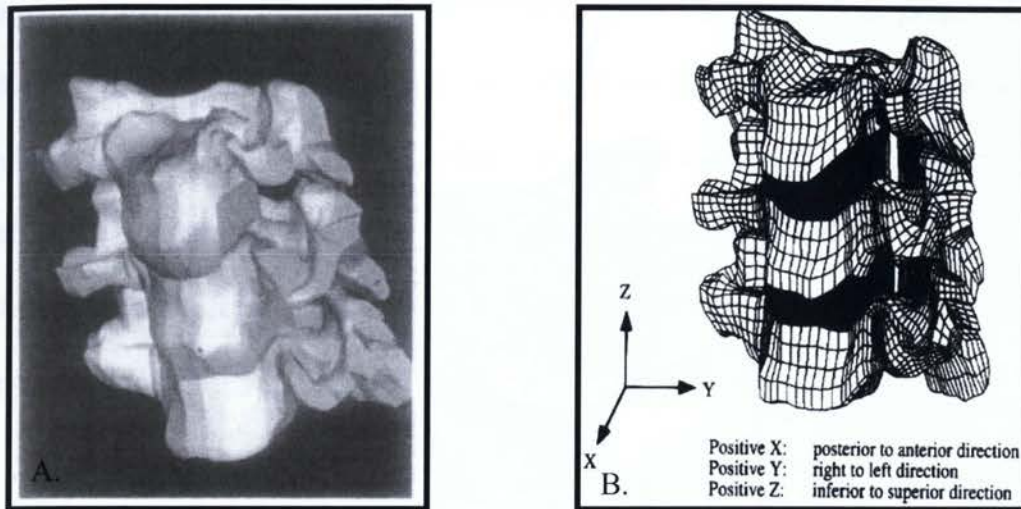 A.
Z
Y
X
B.
Positive X: posterior to anterior direction
Positive Y: right to left direction
Positive Z: inferior to superior direction